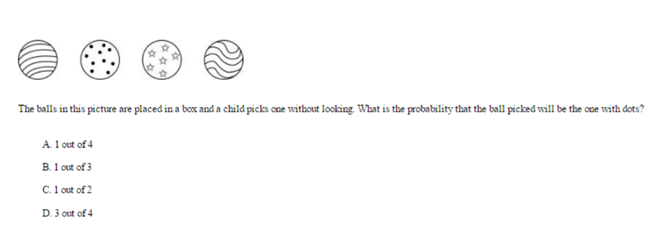 The balls in this picture are placed in a box and a child picks one without looking. What is the probability that the ball picked will be the one with dots?
A. 1 out of 4
B. 1 out of 3
C. 1 out of 2
D. 3 out of 4